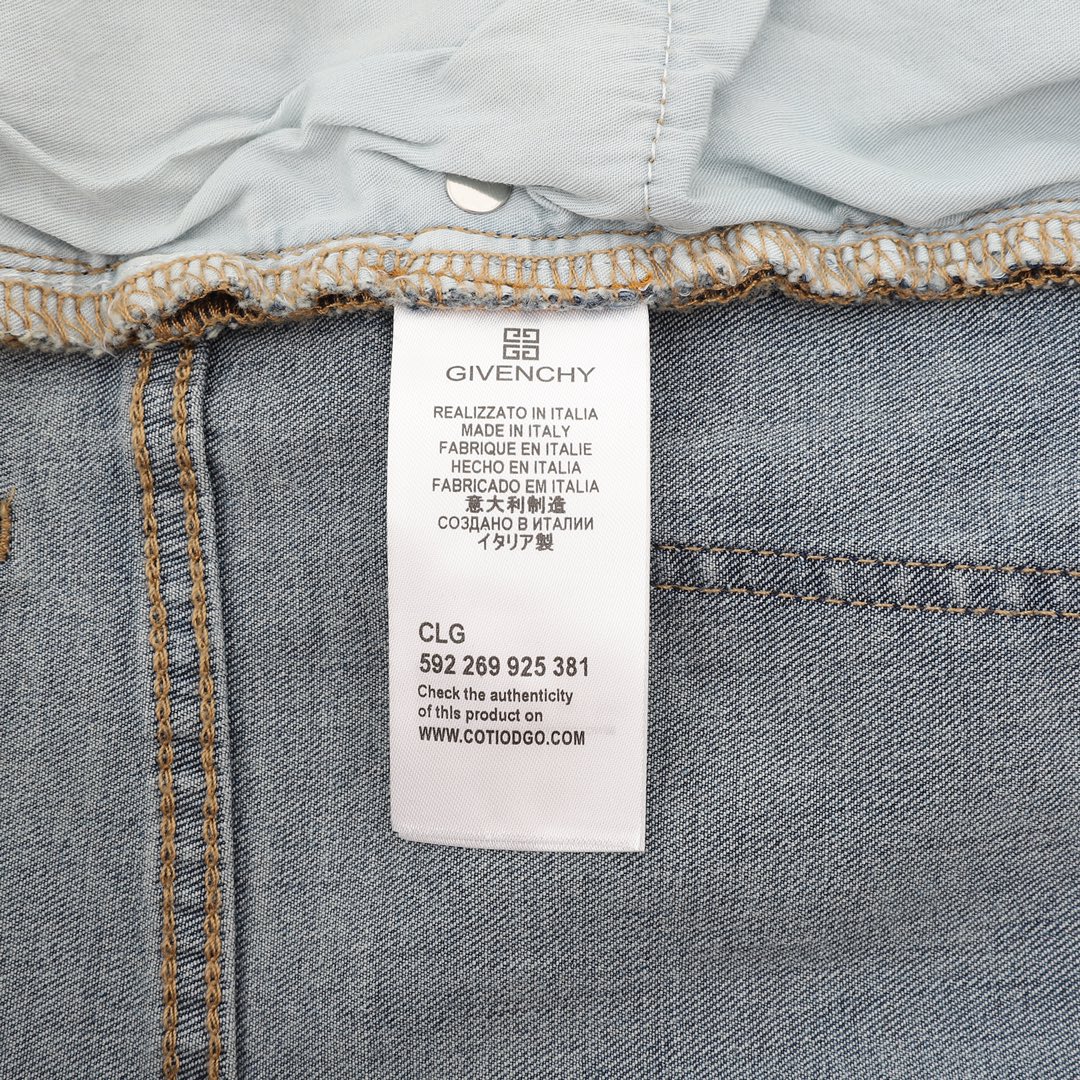 GIVENCHY
REALIZZATO IN ITALIA
MADE IN ITALY
FABRIQUE EN ITALIE
HECHO EN ITALIA
FABRICADO EM ITALIA
意大利制造
СОЗДАНО В ИТАЛИИ
イタリア製
CLG
592 269 925 381
Check the authenticity
of this product on
WWW.COTIODGO.COM